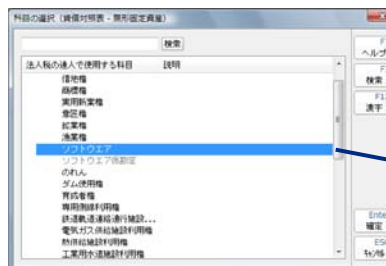 科目の選択（貸借対照表 - 無形固定資産）
検索
法人税の達人で使用する科目　説明
借地権
商標権
実用新案権
意匠権
鉱業権
漁業権
ソフトウエア
ソフトウエア仮勘定
のれん
ダム使用権
育成者権
専用側線利用権
鉄道軌道連絡通行施設...
電気ガス供給施設利用権
熱供給施設利用権
工業用水道施設利用権
ヘルプ
検索
漢字
Enter
確定
ESC